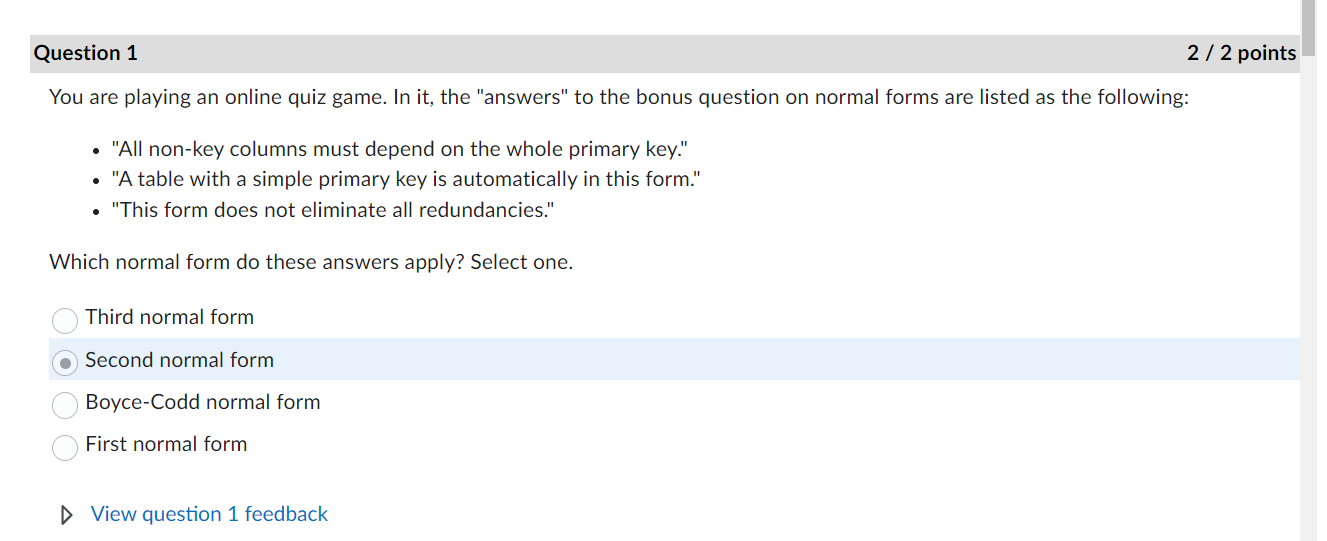 Question 1
2 / 2 points
You are playing an online quiz game. In it, the "answers" to the bonus question on normal forms are listed as the following:
• "All non-key columns must depend on the whole primary key."
• "A table with a simple primary key is automatically in this form."
• "This form does not eliminate all redundancies."
Which normal form do these answers apply? Select one.
Third normal form
Second normal form
Boyce-Codd normal form
First normal form
View question 1 feedback